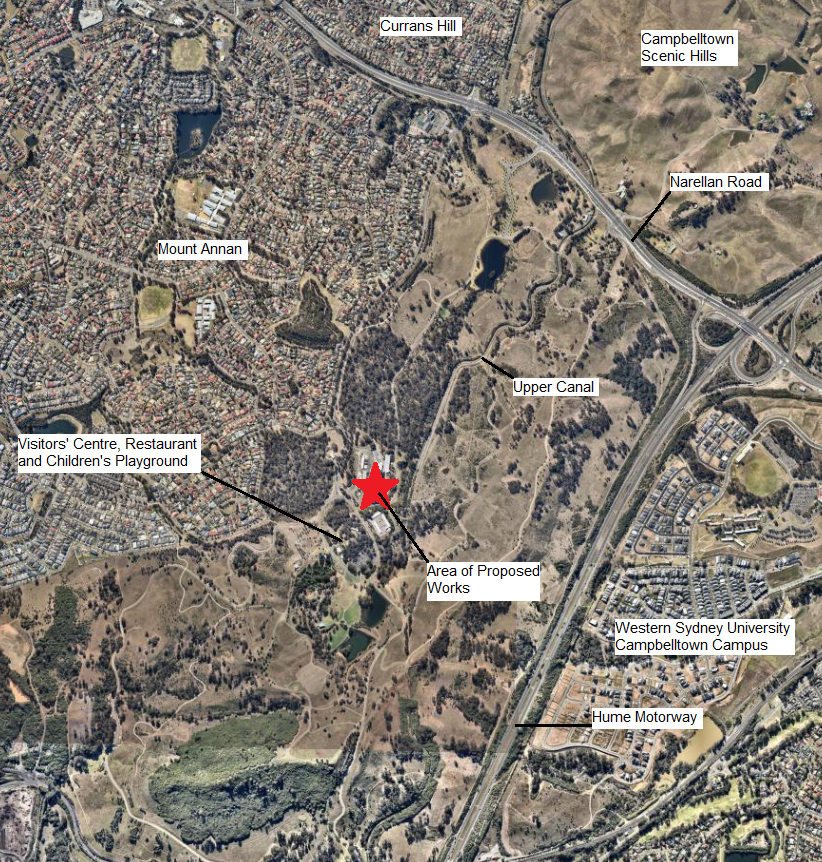 Currans Hill
Campbelltown
Scenic Hills
Narellan Road
Mount Annan
Upper Canal
Visitors' Centre, Restaurant
and Children's Playground
Area of Proposed
Works
Western Sydney University
Campbelltown Campus
Hume Motorway